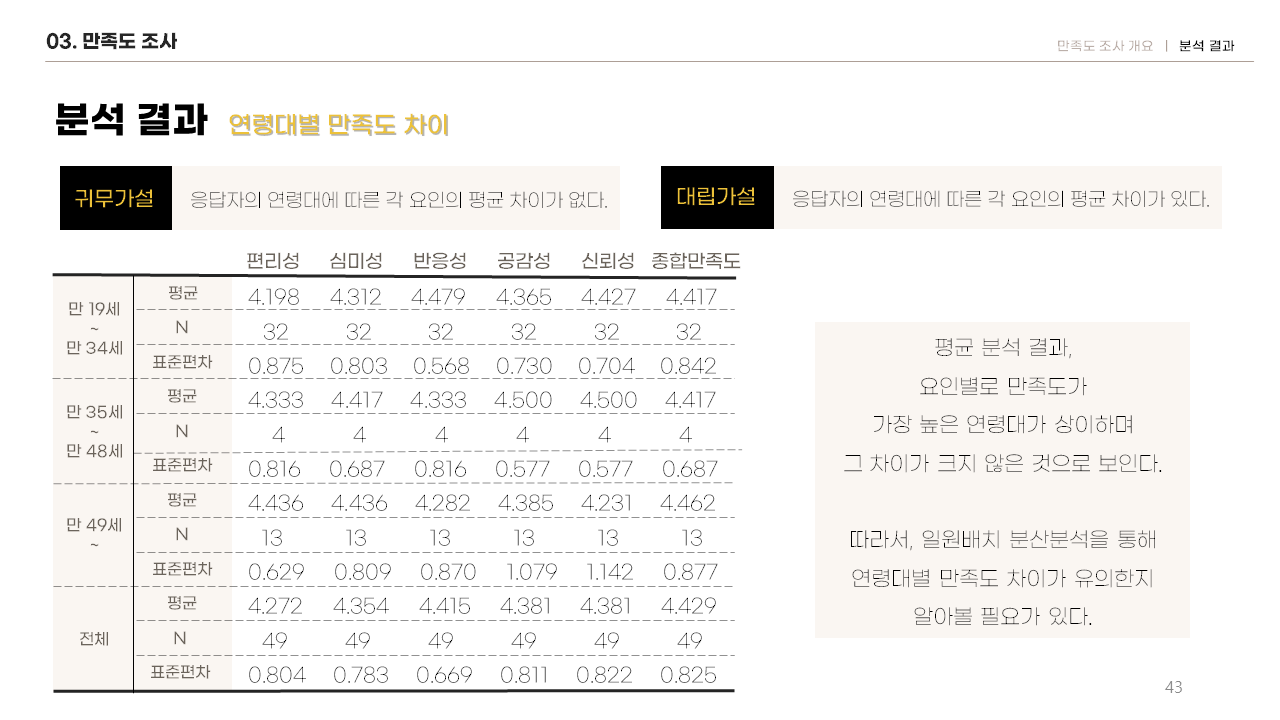 03. 만족도 조사
만족도 조사 개요 | 분석 결과
분석 결과 연령대별 만족도 차이
귀무가설 응답자의 연령대에 따른 각 요인의 평균 차이가 없다.
대립가설 응답자의 연령대에 따른 각 요인의 평균 차이가 있다.
편리성 심미성 반응성 공감성 신뢰성 종합만족도
만 19세
~
만 34세
평균 4.198 4.312 4.479 4.365 4.427 4.417
N 32 32 32 32 32 32
표준편차 0.875 0.803 0.568 0.730 0.704 0.842
만 35세
~
만 48세
평균 4.333 4.417 4.333 4.500 4.500 4.417
N 4 4 4 4 4 4
표준편차 0.816 0.687 0.816 0.577 0.577 0.687
만 49세
~
평균 4.436 4.436 4.282 4.385 4.231 4.462
N 13 13 13 13 13 13
표준편차 0.629 0.809 0.870 1.079 1.142 0.877
전체
평균 4.272 4.354 4.415 4.381 4.381 4.429
N 49 49 49 49 49 49
표준편차 0.804 0.783 0.669 0.811 0.822 0.825
평균 분석 결과,
요인별로 만족도가
가장 높은 연령대가 상이하며
그 차이가 크지 않은 것으로 보인다.
따라서, 일원배치 분산분석을 통해
연령대별 만족도 차이가 유의한지
알아볼 필요가 있다.
43